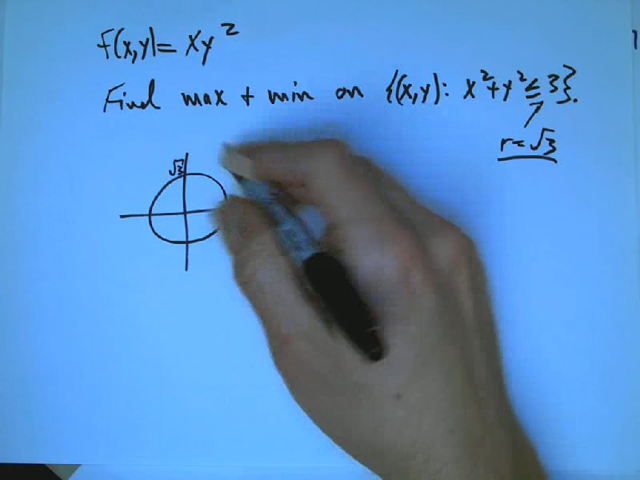 f(x,y)= xy²
Find max + min on {(x,y): x²+y² ≤ 3}.
r=√3
√3